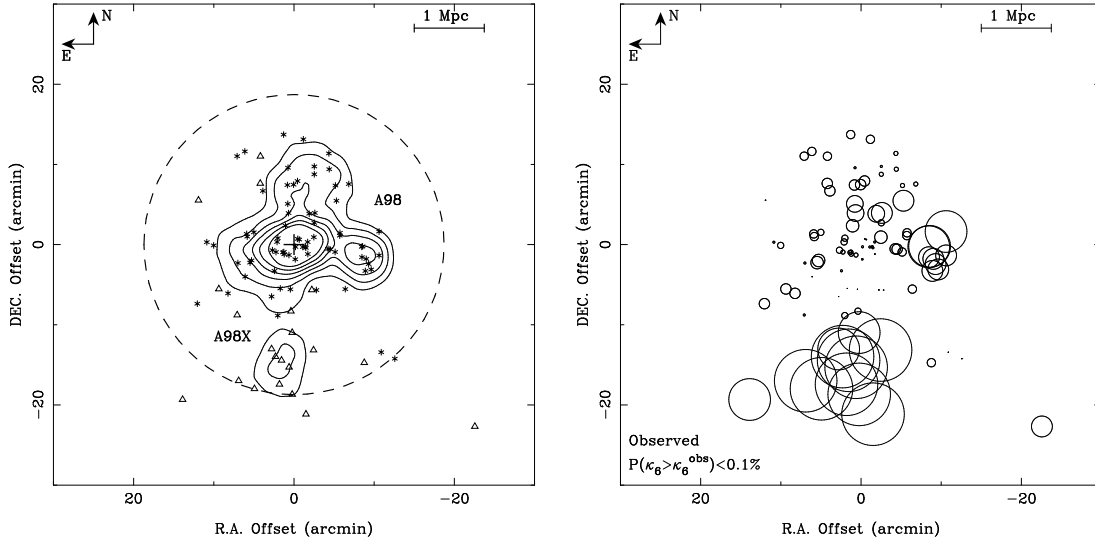 N
E
1 Mpc
20
0
−20
DEC. Offset (arcmin)
A98
A98X
20
0
−20
R.A. Offset (arcmin)
N
E
1 Mpc
20
0
−20
DEC. Offset (arcmin)
Observed
P(κ₆>κ₆ᵒᵇˢ)<0.1%
20
0
−20
R.A. Offset (arcmin)